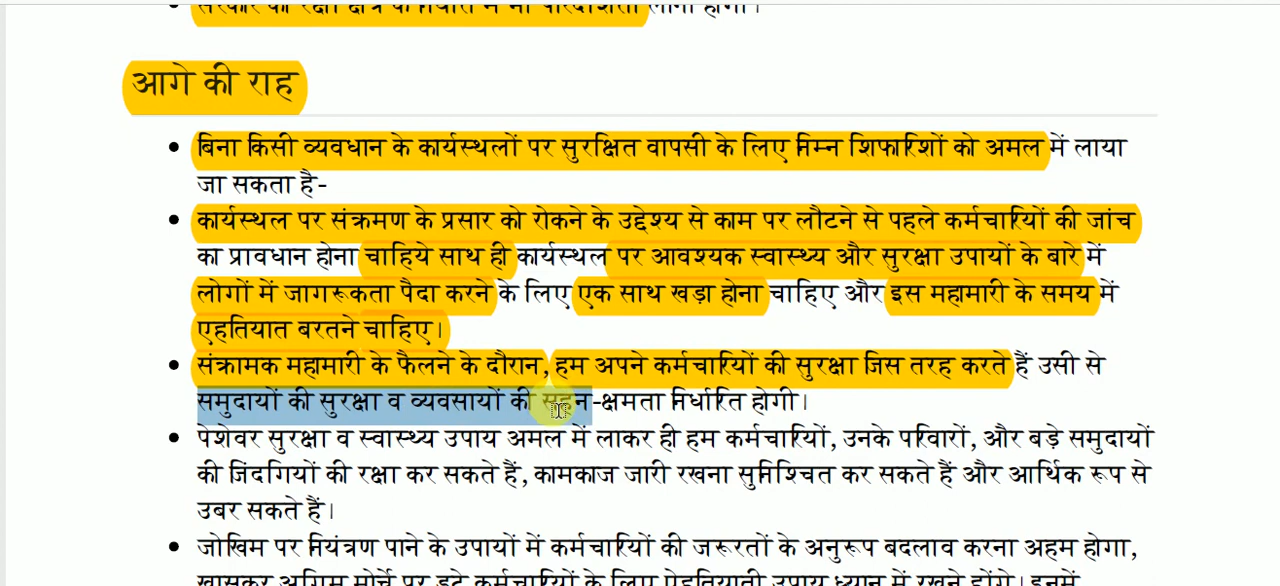 आगे की राह
बिना किसी व्यवधान के कार्यस्थलों पर सुरक्षित वापसी के लिए निम्न शिफारिशों को अमल में लाया
जा सकता है-
कार्यस्थल पर संक्रमण के प्रसार को रोकने के उद्देश्य से काम पर लौटने से पहले कर्मचारियों की जांच
का प्रावधान होना चाहिये साथ ही कार्यस्थल पर आवश्यक स्वास्थ्य और सुरक्षा उपायों के बारे में
लोगों में जागरूकता पैदा करने के लिए एक साथ खड़ा होना चाहिए और इस महामारी के समय में
एहतियात बरतने चाहिए।
संक्रामक महामारी के फैलने के दौरान, हम अपने कर्मचारियों की सुरक्षा जिस तरह करते हैं उसी से
समुदायों की सुरक्षा व व्यवसायों की सहन-क्षमता निर्धारित होगी।
पेशेवर सुरक्षा व स्वास्थ्य उपाय अमल में लाकर ही हम कर्मचारियों, उनके परिवारों, और बड़े समुदायों
की ज़िंदगियों की रक्षा कर सकते हैं, कामकाज जारी रखना सुनिश्चित कर सकते हैं और आर्थिक रूप से
उबर सकते हैं।
जोखिम पर नियंत्रण पाने के उपायों में कर्मचारियों की जरूरतों के अनुरूप बदलाव करना अहम होगा,